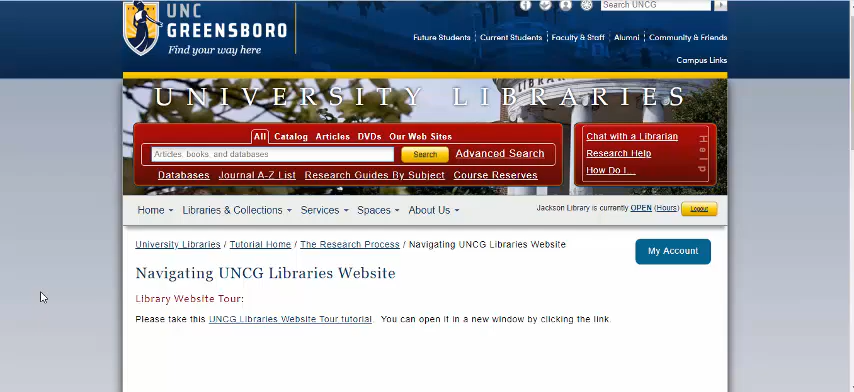 UNC
GREENSBORO
Find your way here
Search UNCG
Future Students Current Students Faculty & Staff Alumni Community & Friends
Campus Links
UNIVERSITY LIBRARIES
All Catalog Articles DVDs Our Web Sites
Articles, books, and databases Search Advanced Search
Databases Journal A-Z List Research Guides By Subject Course Reserves
Chat with a Librarian
Research Help
How Do I...
Help
Home Libraries & Collections Services Spaces About Us
Jackson Library is currently OPEN (Hours) Logout
University Libraries / Tutorial Home / The Research Process / Navigating UNCG Libraries Website
My Account
Navigating UNCG Libraries Website
Library Website Tour:
Please take this UNCG Libraries Website Tour tutorial. You can open it in a new window by clicking the link.